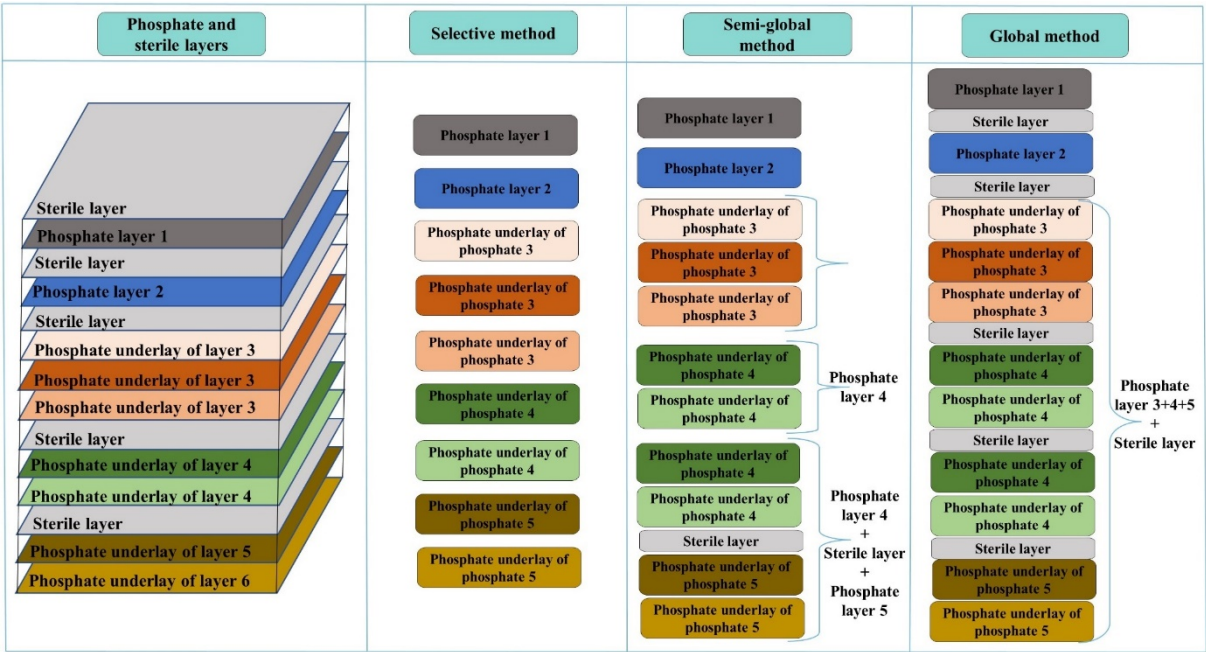 Phosphate and
sterile layers
Selective method
Semi-global
method
Global method
Sterile layer
Phosphate layer 1
Sterile layer
Phosphate layer 2
Sterile layer
Phosphate underlay of layer 3
Phosphate underlay of layer 3
Phosphate underlay of layer 3
Sterile layer
Phosphate underlay of layer 4
Phosphate underlay of layer 4
Sterile layer
Phosphate underlay of layer 5
Phosphate underlay of layer 6
Phosphate layer 1
Phosphate layer 2
Phosphate underlay of
phosphate 3
Phosphate underlay of
phosphate 3
Phosphate underlay of
phosphate 3
Phosphate underlay of
phosphate 4
Phosphate underlay of
phosphate 4
Phosphate underlay of
phosphate 5
Phosphate underlay of
phosphate 5
Phosphate layer 1
Phosphate layer 2
Phosphate underlay of
phosphate 3
Phosphate underlay of
phosphate 3
Phosphate underlay of
phosphate 3
Phosphate underlay of
phosphate 4
Phosphate underlay of
phosphate 4
Phosphate
layer 4
Phosphate underlay of
phosphate 4
Phosphate underlay of
phosphate 4
Sterile layer
Phosphate underlay of
phosphate 5
Phosphate underlay of
phosphate 5
Phosphate
layer 4
+
Sterile layer
+
Phosphate
layer 5
Phosphate layer 1
Sterile layer
Phosphate layer 2
Sterile layer
Phosphate underlay of
phosphate 3
Phosphate underlay of
phosphate 3
Phosphate underlay of
phosphate 3
Sterile layer
Phosphate underlay of
phosphate 4
Phosphate underlay of
phosphate 4
Sterile layer
Phosphate underlay of
phosphate 4
Phosphate underlay of
phosphate 4
Sterile layer
Phosphate underlay of
phosphate 5
Phosphate underlay of
phosphate 5
Phosphate
layer 3+4+5
+
Sterile layer